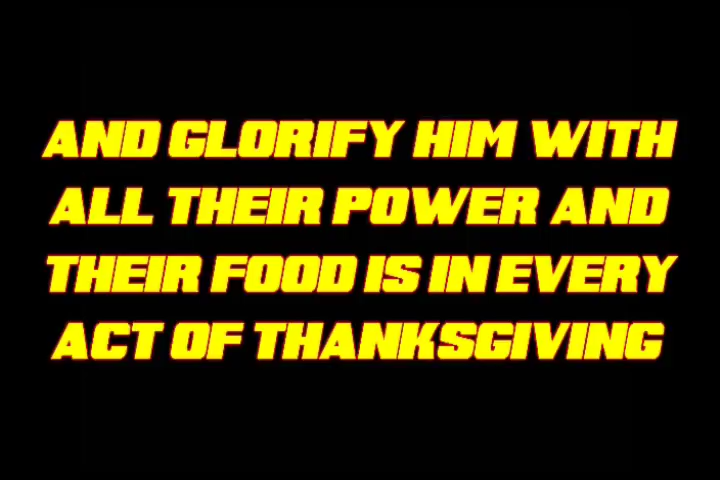 AND GLORIFY HIM WITH
ALL THEIR POWER AND
THEIR FOOD IS IN EVERY
ACT OF THANKSGIVING